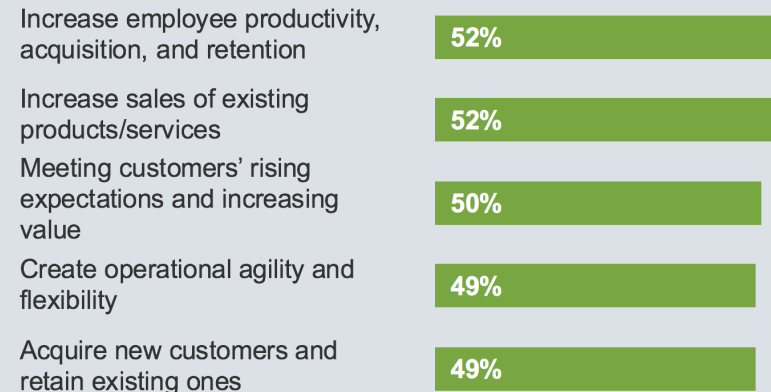 Increase employee productivity,
acquisition, and retention
52%
Increase sales of existing
products/services
52%
Meeting customers’ rising
expectations and increasing
value
50%
Create operational agility and
flexibility
49%
Acquire new customers and
retain existing ones
49%